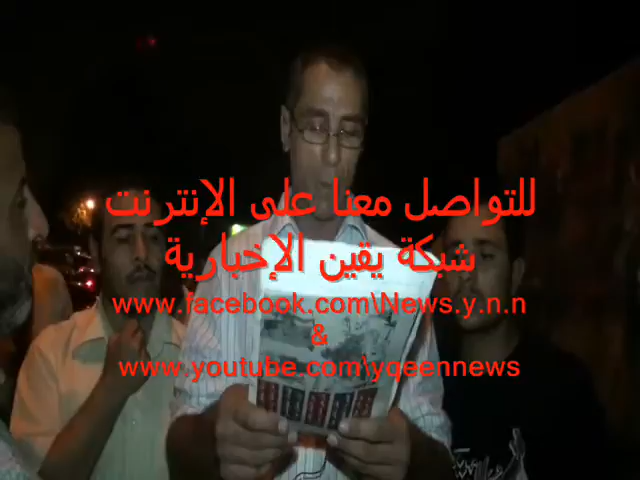 للتواصل معنا على الإنترنت
شبكة يقين الإخبارية
www.facebook.com\News.y.n.n
&
www.youtube.com\yqeennews